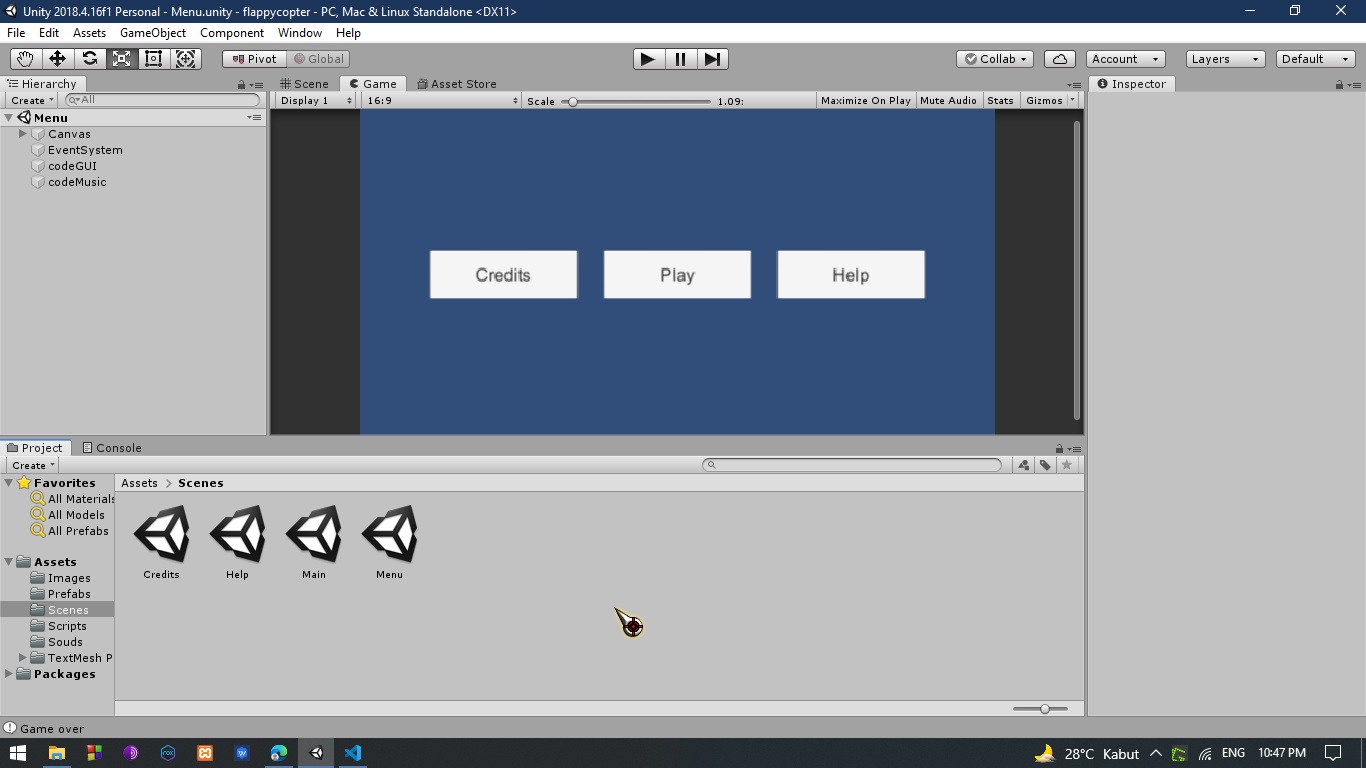 Unity 2018.4.16f1 Personal - Menu.unity - flappycopter - PC, Mac & Linux Standalone <DX11>
File Edit Assets GameObject Component Window Help
Pivot Global Collab Account Layers Default
Hierarchy Scene Game Asset Store Inspector
Create All Display 1 16:9 Scale 1.09: Maximize On Play Mute Audio Stats Gizmos
Menu
Canvas
EventSystem
codeGUI
codeMusic
Credits Play Help
Project Console
Create
Favorites
All Materials
All Models
All Prefabs
Assets
Images
Prefabs
Scenes
Scripts
Souds
TextMesh P
Packages
Assets > Scenes
Credits Help Main Menu
Game over
28°C Kabut ENG 10:47 PM